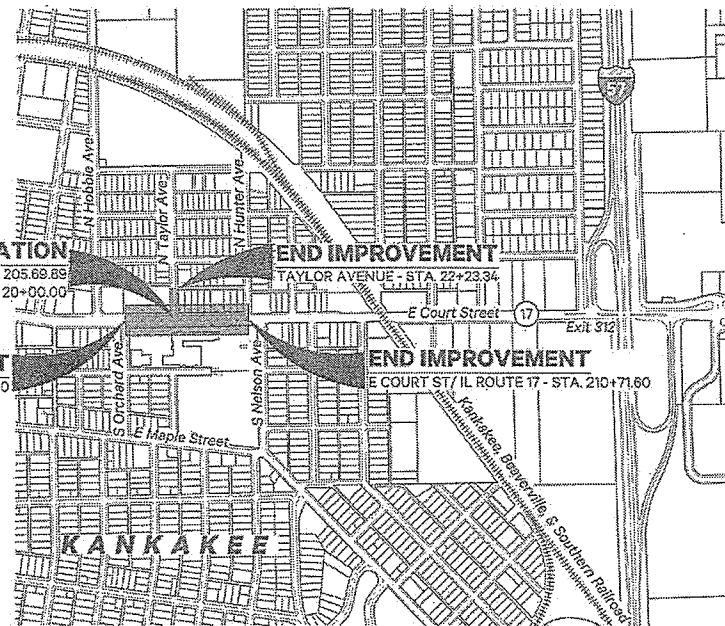 57
N Hobbie Ave
N Taylor Ave
N Hunter Ave
ATION
205.69.89
20+00.00
END IMPROVEMENT
TAYLOR AVENUE - STA. 22+23.34
E Court Street
17
Exit 312
T
0
END IMPROVEMENT
E COURT ST/ IL ROUTE 17 - STA. 210+71.60
S Orchard Ave
S Nelson Ave
E Maple Street
Kankakee, Beaverville, & Southern Railroad
KANKAKEE